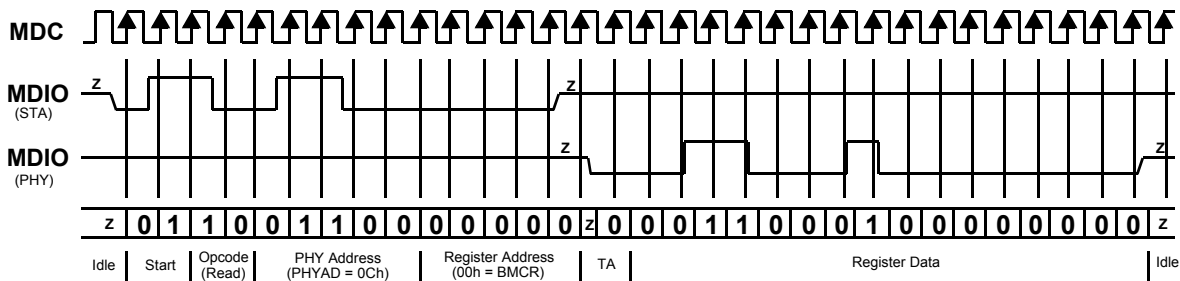 MDC
MDIO
(STA)
z
z
MDIO
(PHY)
z
z
z 0 1 1 0 0 1 1 0 0 0 0 0 0 0 z 0 0 0 1 1 0 0 0 1 0 0 0 0 0 0 0 0 z
Idle Start Opcode (Read) PHY Address (PHYAD = 0Ch) Register Address (00h = BMCR) TA Register Data Idle